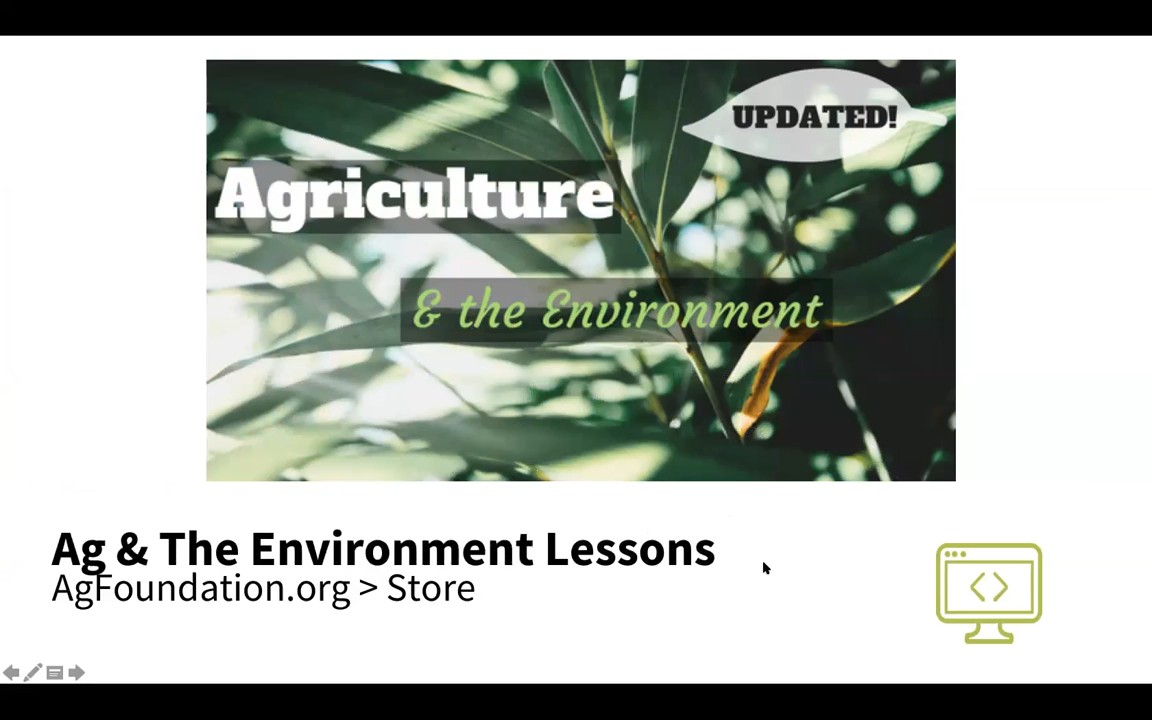 UPDATED!
Agriculture
& the Environment
Ag & The Environment Lessons
AgFoundation.org > Store